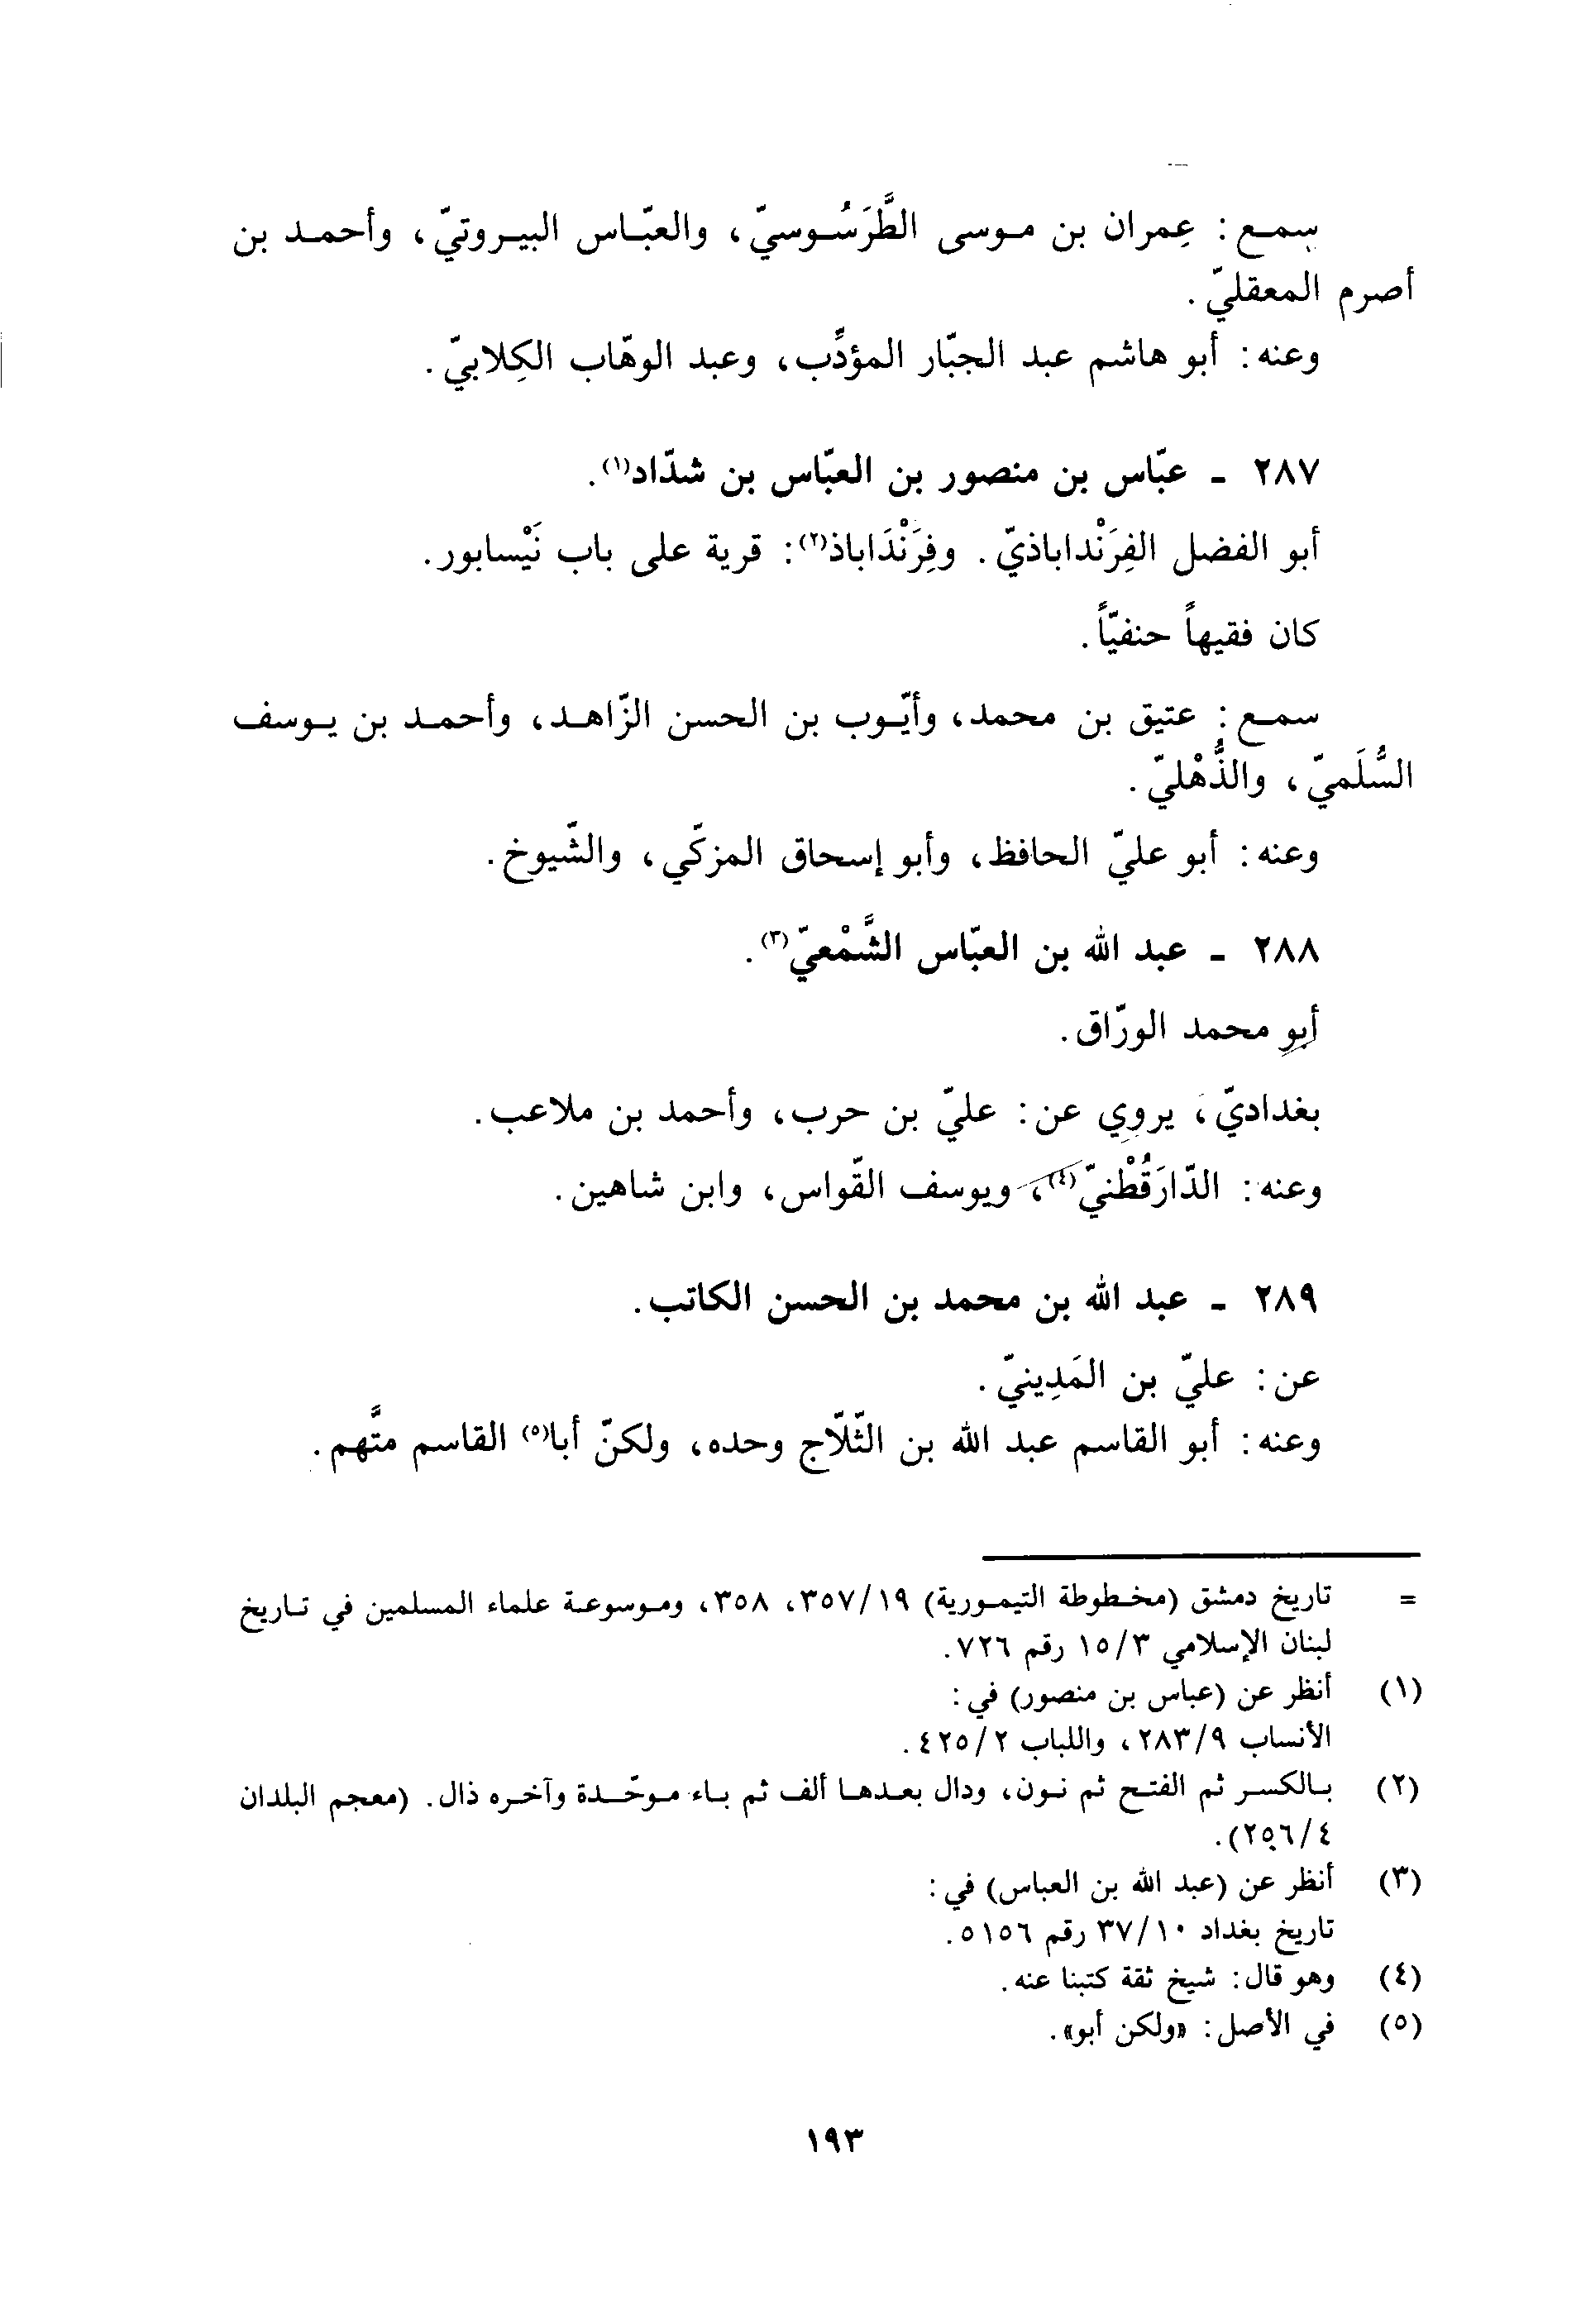 سمع: عِمران بن موسى الطَّرَسُوسيّ، والعبّاس البيروتيّ، وأحمد بن
أصرم المعقليّ.
وعنه: أبو هاشم عبد الجبّار المؤدِّب، وعبد الوهّاب الكِلابيّ.
٢٨٧ - عبّاس بن منصور بن العبّاس بن شدّاد(١).
أبو الفضل الفِرَنْداباذيّ. وفِرَنْدَاباذ(٢): قرية على باب نَيْسابور.
كان فقيهاً حنفيّاً.
سمع: عتيق بن محمد، وأيّوب بن الحسن الزّاهد، وأحمد بن يوسف
السُّلَميّ، والذُّهْليّ.
وعنه: أبو عليّ الحافظ، وأبو إسحاق المزكّي، والشّيوخ.
٢٨٨ - عبد الله بن العبّاس الشَّمْعيّ(٣).
أبو محمد الورّاق.
بغداديّ، يروي عن: عليّ بن حرب، وأحمد بن ملاعب.
وعنه: الدّارَقُطْنيّ(٤)، ويوسف القّواس، وابن شاهين.
٢٨٩ - عبد الله بن محمد بن الحسن الكاتب.
عن: عليّ بن المَدِينيّ.
وعنه: أبو القاسم عبد الله بن الثّلّاج وحده، ولكنّ أبا(٥) القاسم متَّهم.
= تاريخ دمشق (مخطوطة التيمورية) ٣٥٧/١٩، ٣٥٨، وموسوعة علماء المسلمين في تاريخ
لبنان الإسلامي ١٥/٣ رقم ٧٢٦.
(١) أنظر عن (عباس بن منصور) في:
الأنساب ٢٨٣/٩، واللباب ٤٢٥/٢.
(٢) بالكسر ثم الفتح ثم نون، ودال بعدها ألف ثم باء موحّدة وآخره ذال. (معجم البلدان
٢٥٦/٤).
(٣) أنظر عن (عبد الله بن العباس) في:
تاريخ بغداد ٣٧/١٠ رقم ٥١٥٦.
(٤) وهو قال: شيخ ثقة كتبنا عنه.
(٥) في الأصل: «ولكن أبو».
١٩٣